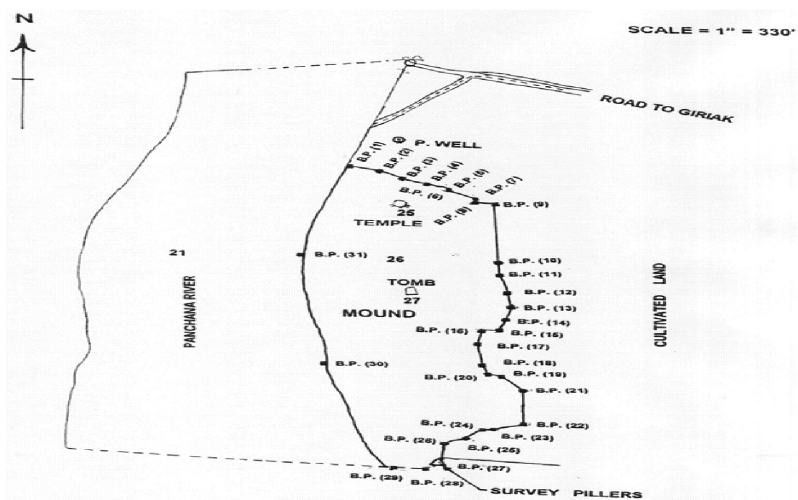 N
SCALE = 1" = 330'
ROAD TO GIRIAK
P. WELL
B.P. (1)
B.P. (2)
B.P. (3)
B.P. (4)
B.P. (5)
B.P. (6)
B.P. (7)
B.P. (8)
B.P. (9)
25
TEMPLE
21
26
B.P. (31)
B.P. (10)
B.P. (11)
TOMB
27
B.P. (12)
B.P. (13)
MOUND
B.P. (14)
B.P. (16)
B.P. (15)
B.P. (17)
PANCHANA RIVER
CULTIVATED LAND
B.P. (30)
B.P. (18)
B.P. (20)
B.P. (19)
B.P. (21)
B.P. (24)
B.P. (22)
B.P. (23)
B.P. (26)
B.P. (25)
B.P. (27)
B.P. (29)
B.P. (28)
SURVEY PILLERS